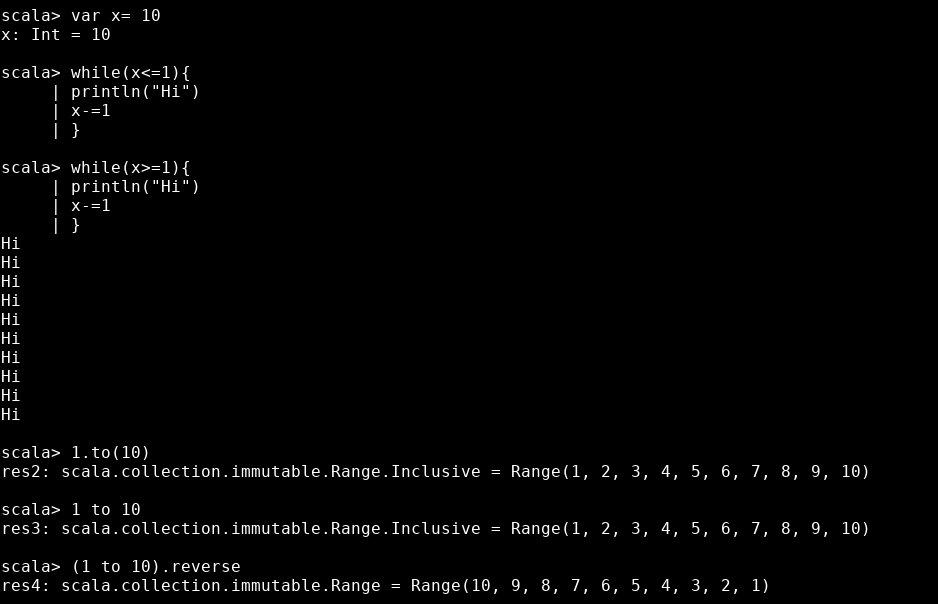 scala> var x= 10
x: Int = 10
scala> while(x<=1){
     | println("Hi")
     | x-=1
     | }
scala> while(x>=1){
     | println("Hi")
     | x-=1
     | }
Hi
Hi
Hi
Hi
Hi
Hi
Hi
Hi
Hi
Hi
scala> 1.to(10)
res2: scala.collection.immutable.Range.Inclusive = Range(1, 2, 3, 4, 5, 6, 7, 8, 9, 10)
scala> 1 to 10
res3: scala.collection.immutable.Range.Inclusive = Range(1, 2, 3, 4, 5, 6, 7, 8, 9, 10)
scala> (1 to 10).reverse
res4: scala.collection.immutable.Range = Range(10, 9, 8, 7, 6, 5, 4, 3, 2, 1)